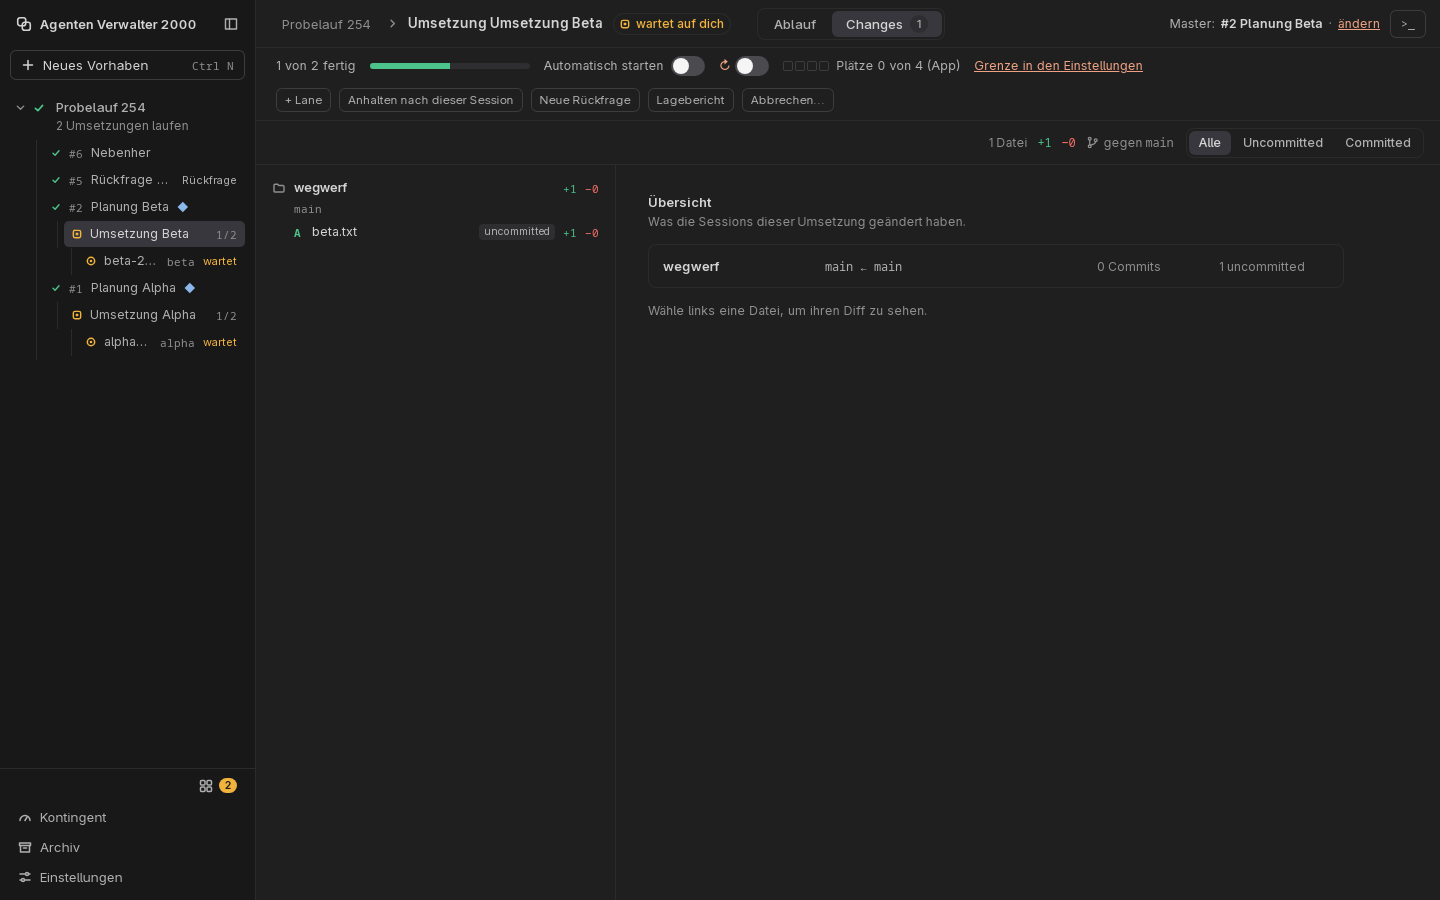 Agenten Verwalter 2000
Neues Vorhaben Ctrl N
Probelauf 254
2 Umsetzungen laufen
#6 Nebenher
#5 Rückfrage ... Rückfrage
#2 Planung Beta
Umsetzung Beta 1/2
beta-2... beta wartet
#1 Planung Alpha
Umsetzung Alpha 1/2
alpha... alpha wartet
2
Kontingent
Archiv
Einstellungen
Probelauf 254 > Umsetzung Umsetzung Beta wartet auf dich Ablauf Changes 1 Master: #2 Planung Beta · ändern >_
1 von 2 fertig Automatisch starten Plätze 0 von 4 (App) Grenze in den Einstellungen
+ Lane Anhalten nach dieser Session Neue Rückfrage Lagebericht Abbrechen...
1 Datei +1 −0 gegen main Alle Uncommitted Committed
wegwerf +1 −0
main
A beta.txt uncommitted +1 −0
Übersicht
Was die Sessions dieser Umsetzung geändert haben.
wegwerf main ← main 0 Commits 1 uncommitted
Wähle links eine Datei, um ihren Diff zu sehen.